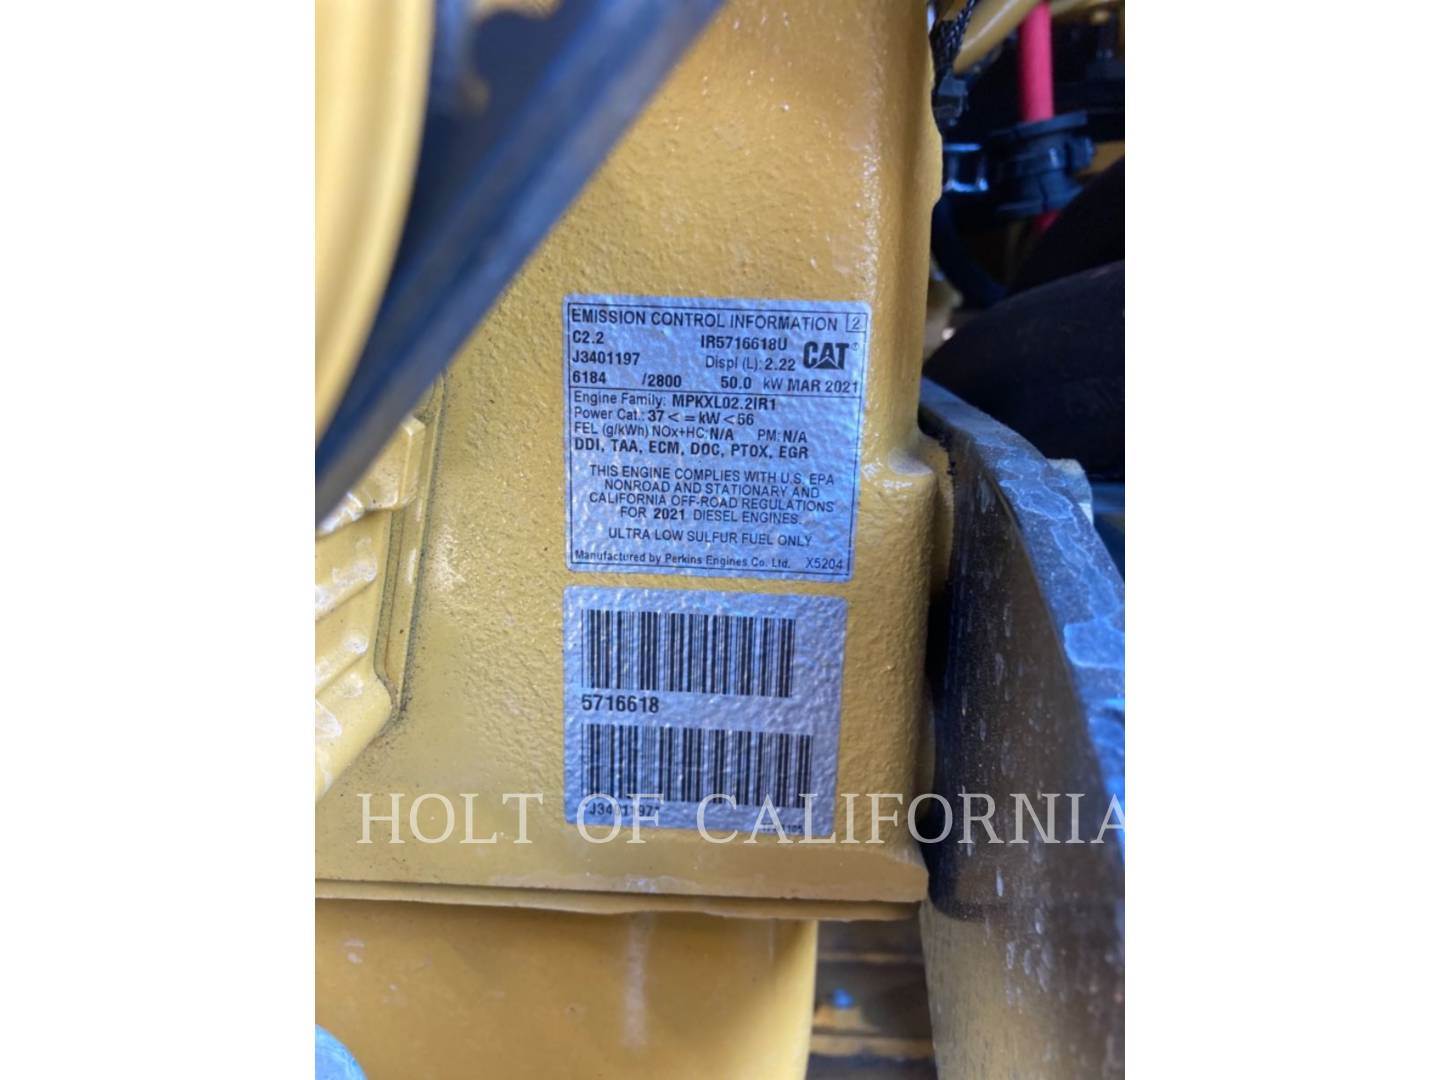 EMISSION CONTROL INFORMATION 2
C2.2 IR5716618U CAT®
J3401197 Displ (L): 2.22
6184 /2800 50.0 kW MAR 2021
Engine Family: MPKXL02.2IR1
Power Cat.: 37 < = kW < 56
FEL (g/kWh) NOx+HC: N/A PM: N/A
DDI, TAA, ECM, DOC, PTOX, EGR
THIS ENGINE COMPLIES WITH U.S. EPA
NONROAD AND STATIONARY AND
CALIFORNIA OFF-ROAD REGULATIONS
FOR 2021 DIESEL ENGINES.
ULTRA LOW SULFUR FUEL ONLY
Manufactured by Perkins Engines Co. Ltd. X5204
5716618
J3401197*
HOLT OF CALIFORNIA